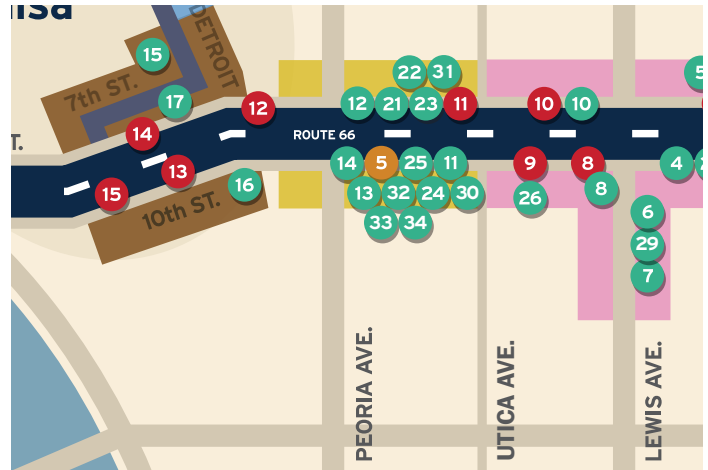 DETROIT
15
7th ST.
17
14
12
13
15
16
10th ST.
ROUTE 66
22 31
12 21 23 11
10 10
14 5 25 11
9 8 4
13 32 24 30
26 8
33 34
6
29
7
PEORIA AVE.
UTICA AVE.
LEWIS AVE.